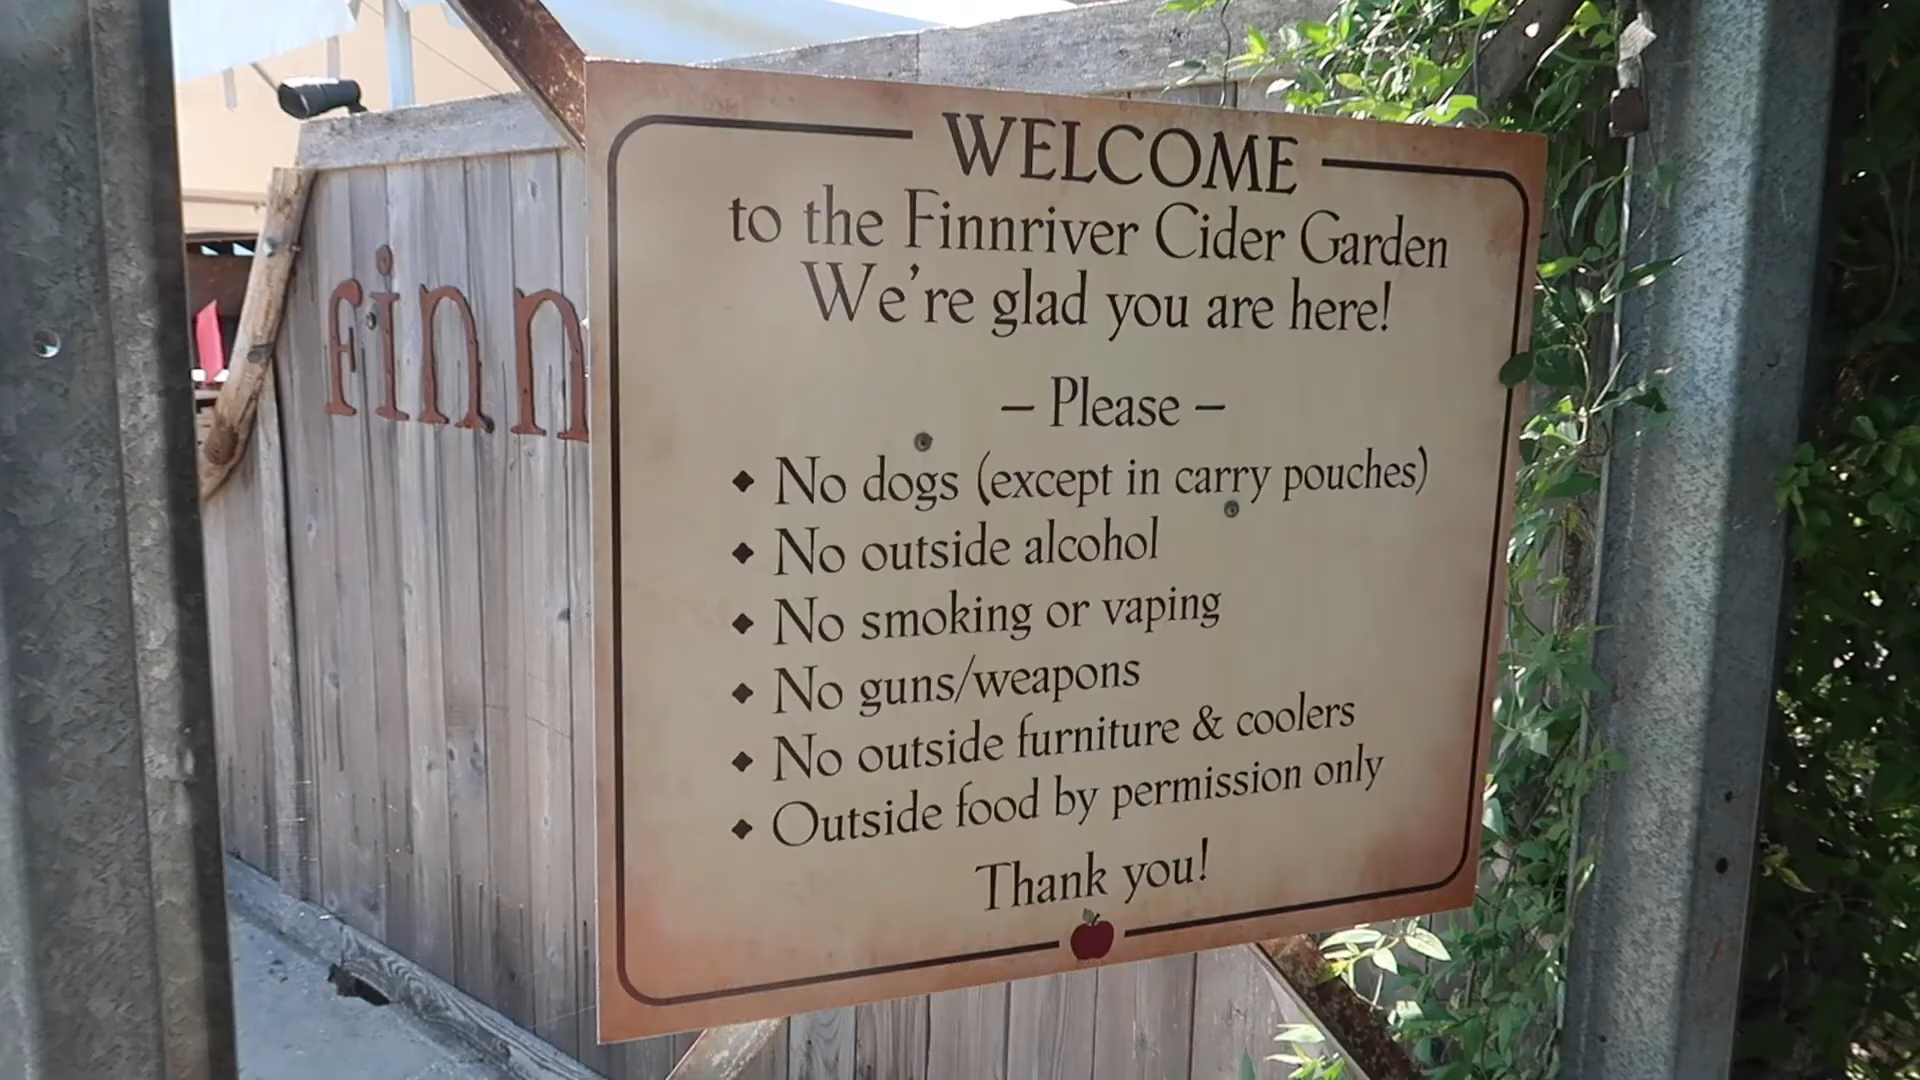 WELCOME
to the Finnriver Cider Garden
We're glad you are here!
– Please –
◆ No dogs (except in carry pouches)
◆ No outside alcohol
◆ No smoking or vaping
◆ No guns/weapons
◆ No outside furniture & coolers
◆ Outside food by permission only
Thank you!
finn